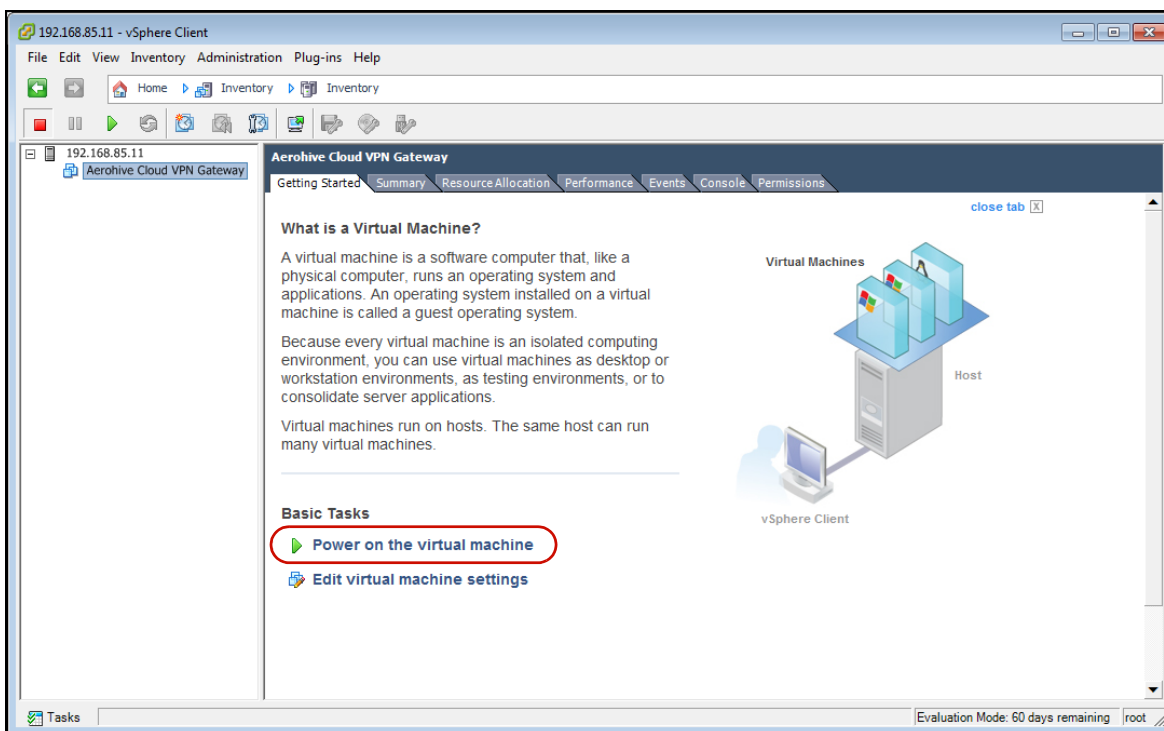 192.168.85.11 - vSphere Client
File Edit View Inventory Administration Plug-ins Help
Home Inventory Inventory
192.168.85.11
Aerohive Cloud VPN Gateway
Aerohive Cloud VPN Gateway
Getting Started Summary Resource Allocation Performance Events Console Permissions
close tab X
What is a Virtual Machine?
A virtual machine is a software computer that, like a
physical computer, runs an operating system and
applications. An operating system installed on a virtual
machine is called a guest operating system.
Because every virtual machine is an isolated computing
environment, you can use virtual machines as desktop or
workstation environments, as testing environments, or to
consolidate server applications.
Virtual machines run on hosts. The same host can run
many virtual machines.
Virtual Machines
Host
vSphere Client
Basic Tasks
Power on the virtual machine
Edit virtual machine settings
Tasks
Evaluation Mode: 60 days remaining root